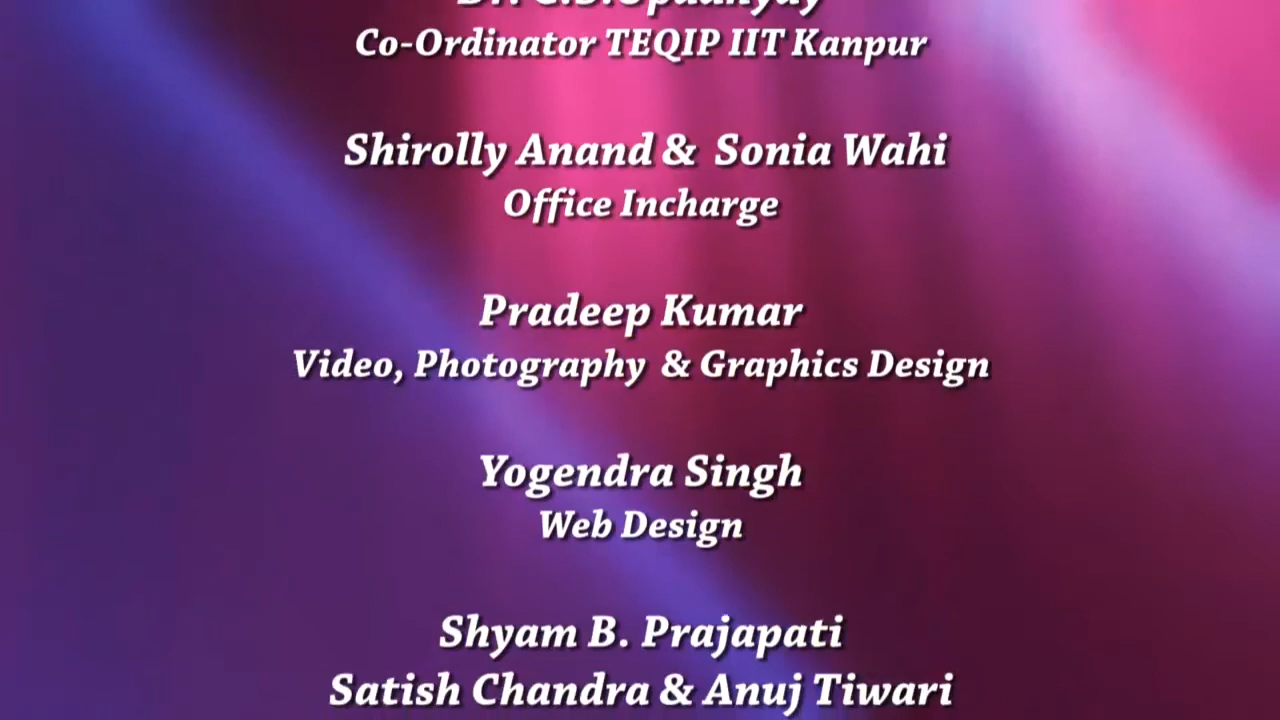 Co-Ordinator TEQIP IIT Kanpur
Shirolly Anand & Sonia Wahi
Office Incharge
Pradeep Kumar
Video, Photography & Graphics Design
Yogendra Singh
Web Design
Shyam B. Prajapati
Satish Chandra & Anuj Tiwari